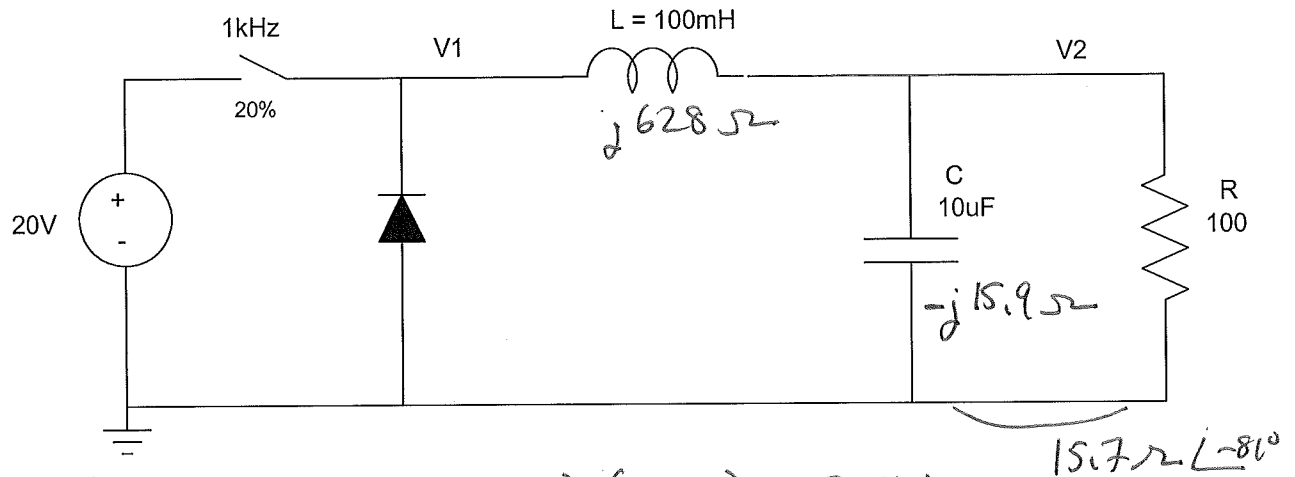 1kHz
20%
V1
L = 100mH
j 628 Ω
V2
20V
+
-
C
10uF
-j 15.9 Ω
R
100
15.7 Ω ∠-81°